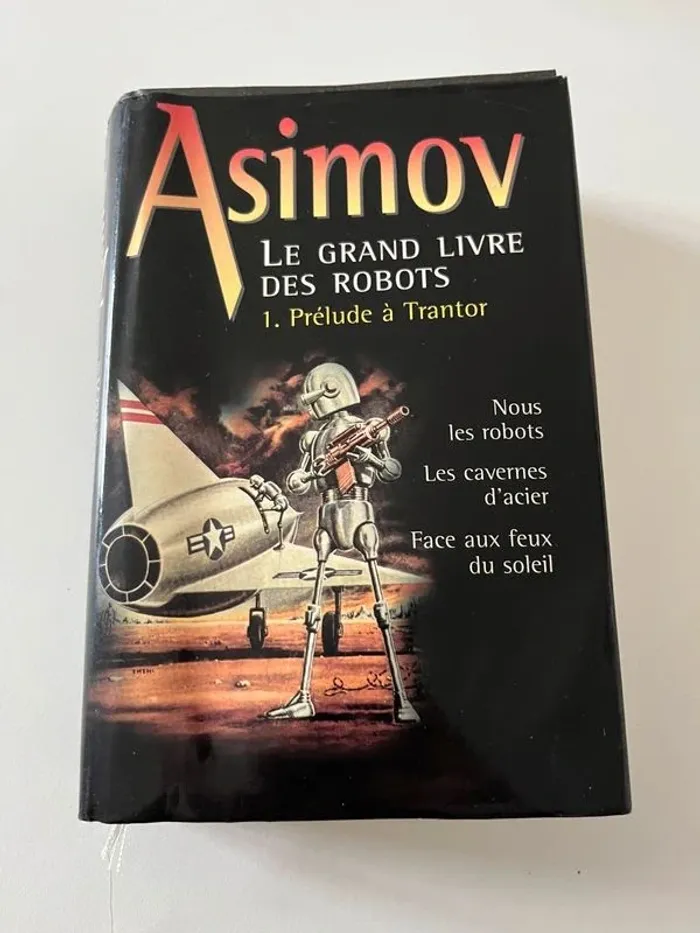 Asimov
Le grand livre
des robots
1. Prélude à Trantor
Nous
les robots
Les cavernes
d'acier
Face aux feux
du soleil